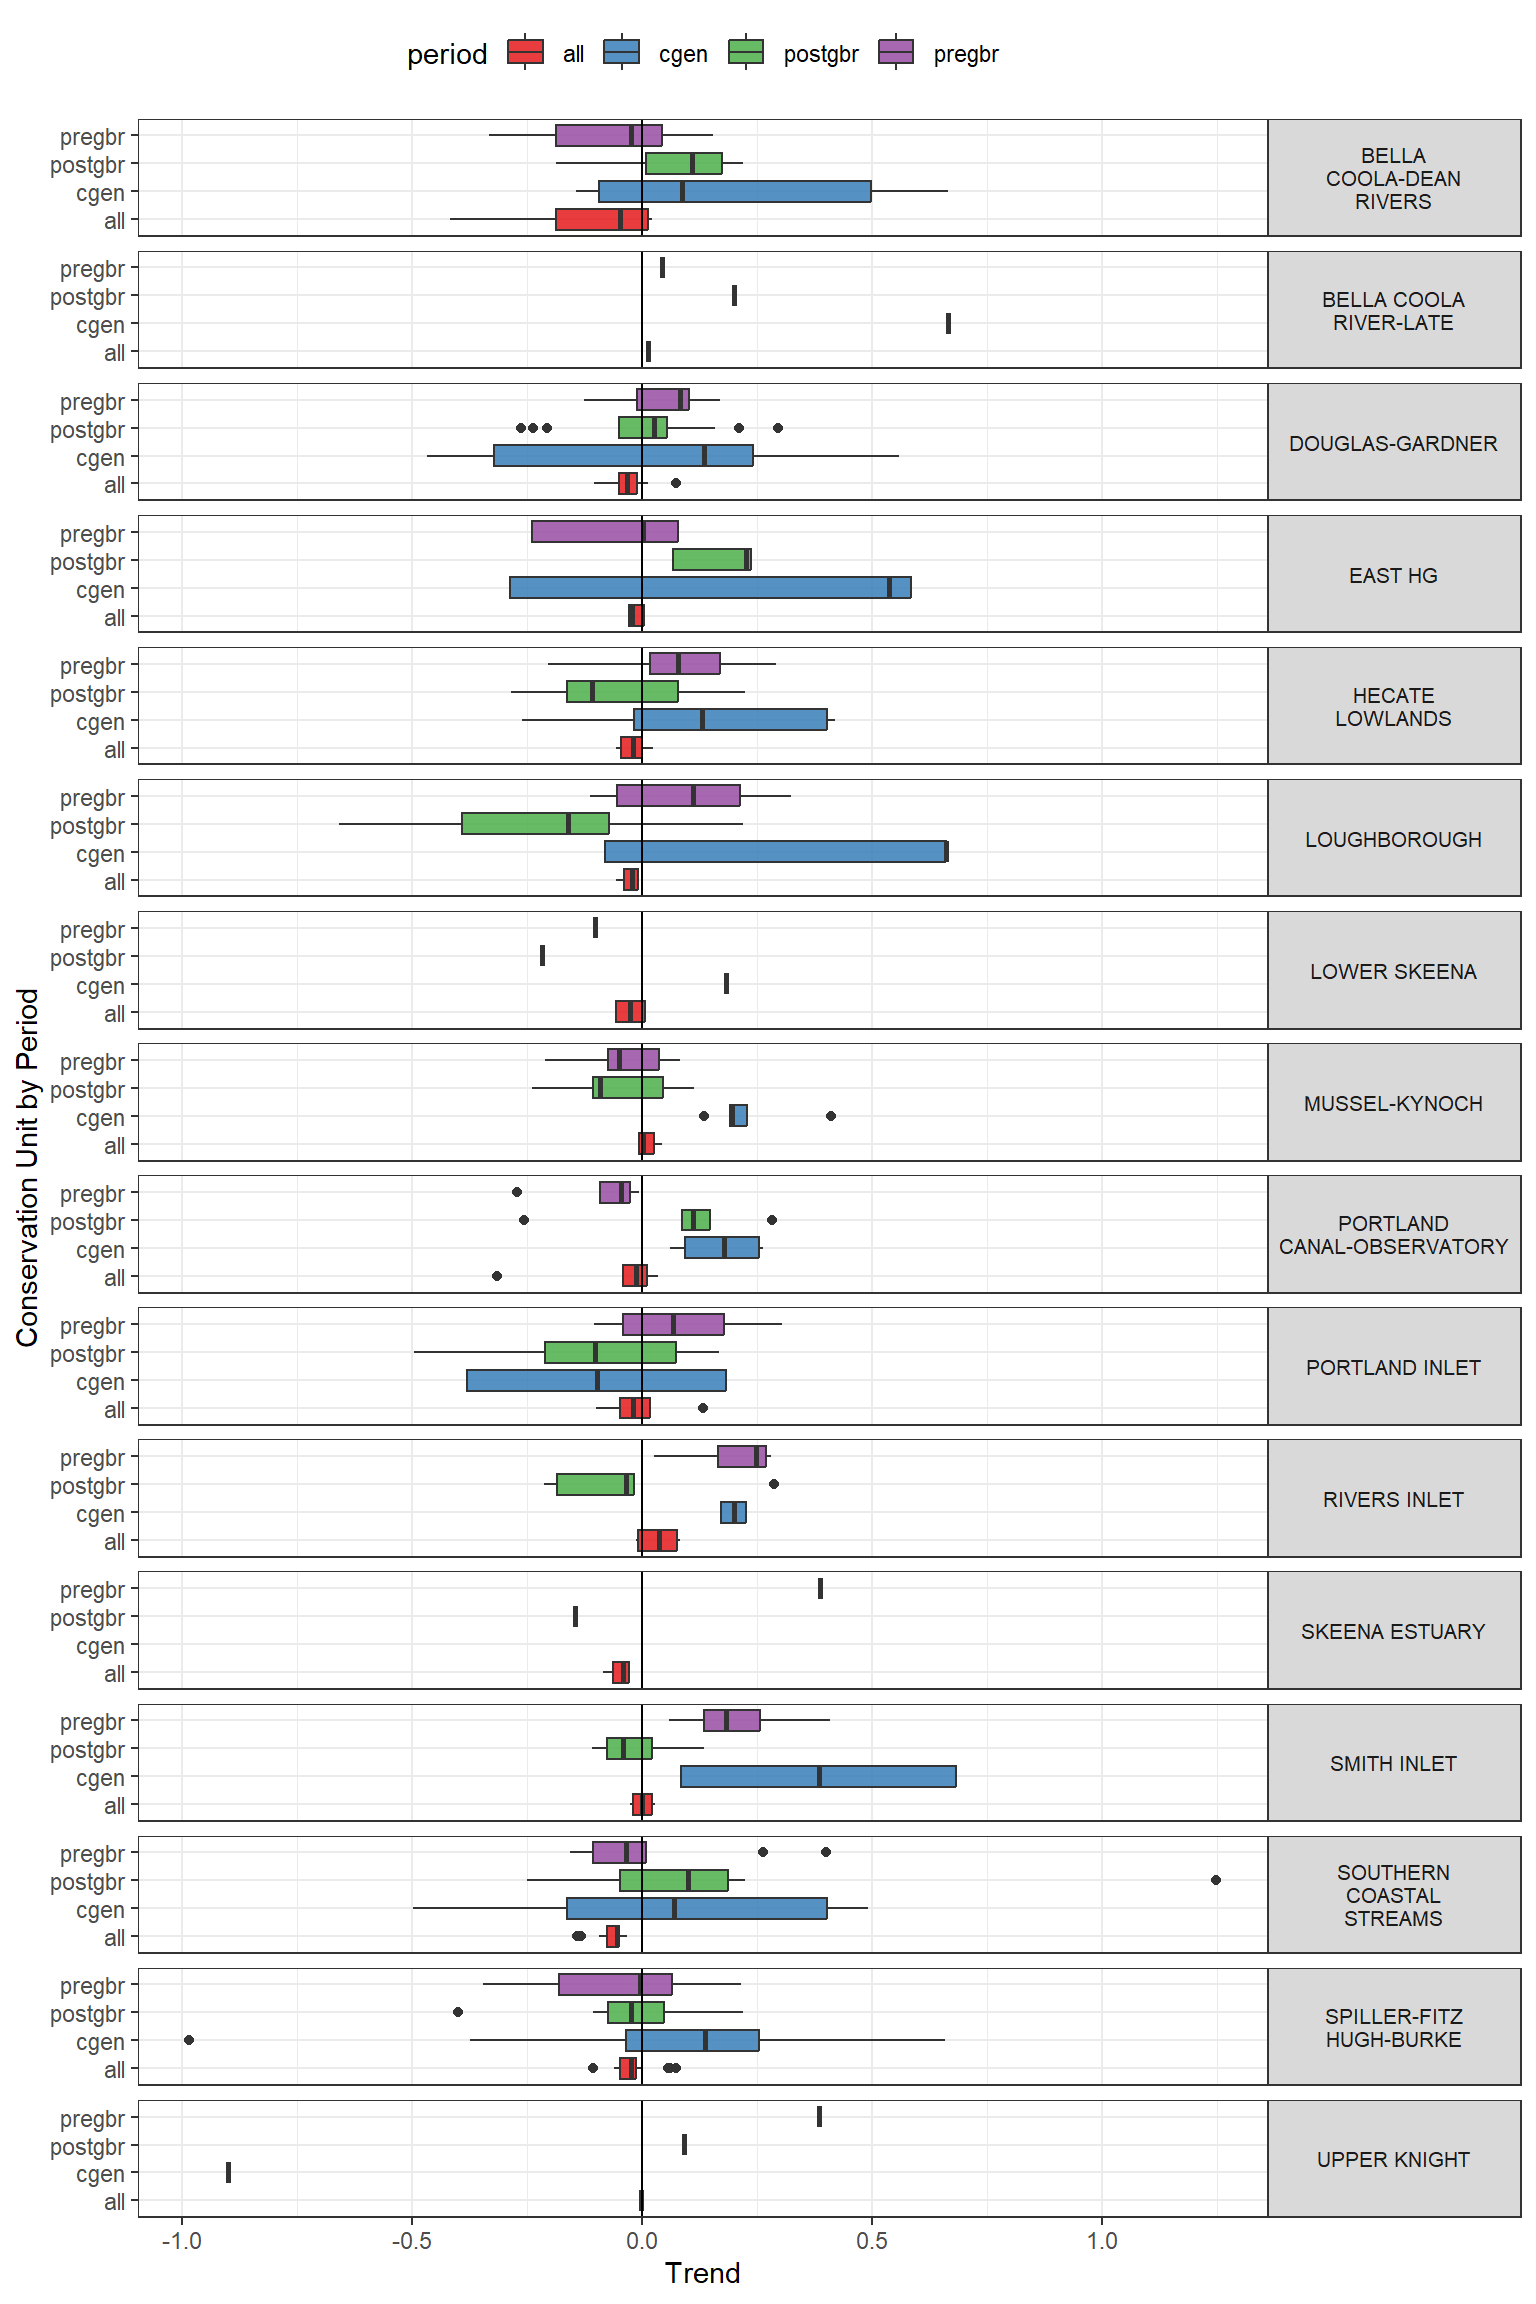 period all cgen postgbr pregbr
pregbr
postgbr
cgen
all
BELLA
COOLA-DEAN
RIVERS
pregbr
postgbr
cgen
all
BELLA COOLA
RIVER-LATE
pregbr
postgbr
cgen
all
DOUGLAS-GARDNER
pregbr
postgbr
cgen
all
EAST HG
pregbr
postgbr
cgen
all
HECATE
LOWLANDS
pregbr
postgbr
cgen
all
LOUGHBOROUGH
pregbr
postgbr
cgen
all
LOWER SKEENA
pregbr
postgbr
cgen
all
MUSSEL-KYNOCH
pregbr
postgbr
cgen
all
PORTLAND
CANAL-OBSERVATORY
pregbr
postgbr
cgen
all
PORTLAND INLET
pregbr
postgbr
cgen
all
RIVERS INLET
pregbr
postgbr
cgen
all
SKEENA ESTUARY
pregbr
postgbr
cgen
all
SMITH INLET
pregbr
postgbr
cgen
all
SOUTHERN
COASTAL
STREAMS
pregbr
postgbr
cgen
all
SPILLER-FITZ
HUGH-BURKE
pregbr
postgbr
cgen
all
UPPER KNIGHT
-1.0 -0.5 0.0 0.5 1.0
Trend
Conservation Unit by Period